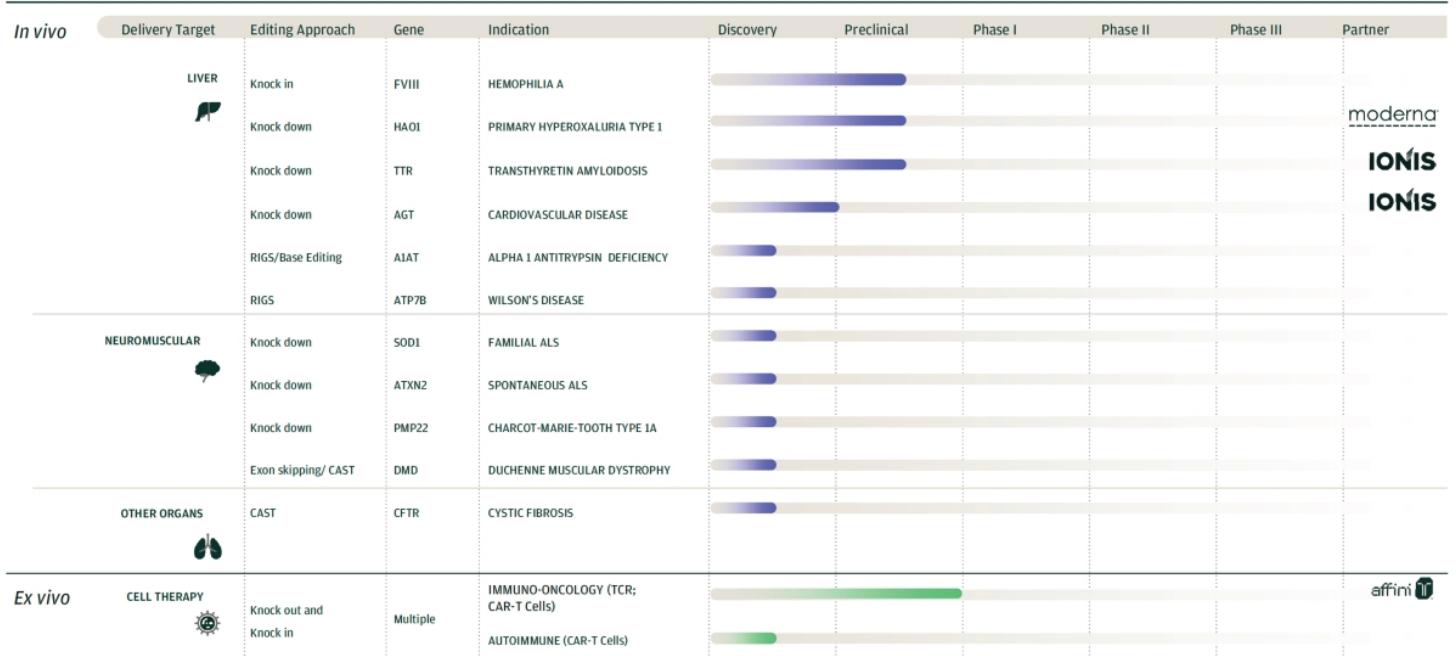 In vivo Delivery Target Editing Approach Gene Indication Discovery Preclinical Phase I Phase II Phase III Partner
LIVER Knock in FVIII HEMOPHILIA A
Knock down HAO1 PRIMARY HYPEROXALURIA TYPE 1 moderna
Knock down TTR TRANSTHYRETIN AMYLOIDOSIS IONIS
Knock down AGT CARDIOVASCULAR DISEASE IONIS
RIGS/Base Editing A1AT ALPHA 1 ANTITRYPSIN DEFICIENCY
RIGS ATP7B WILSON'S DISEASE
NEUROMUSCULAR Knock down SOD1 FAMILIAL ALS
Knock down ATXN2 SPONTANEOUS ALS
Knock down PMP22 CHARCOT-MARIE-TOOTH TYPE 1A
Exon skipping/ CAST DMD DUCHENNE MUSCULAR DYSTROPHY
OTHER ORGANS CAST CFTR CYSTIC FIBROSIS
Ex vivo CELL THERAPY Knock out and
Knock in Multiple IMMUNO-ONCOLOGY (TCR;
CAR-T Cells) affini T
AUTOIMMUNE (CAR-T Cells)